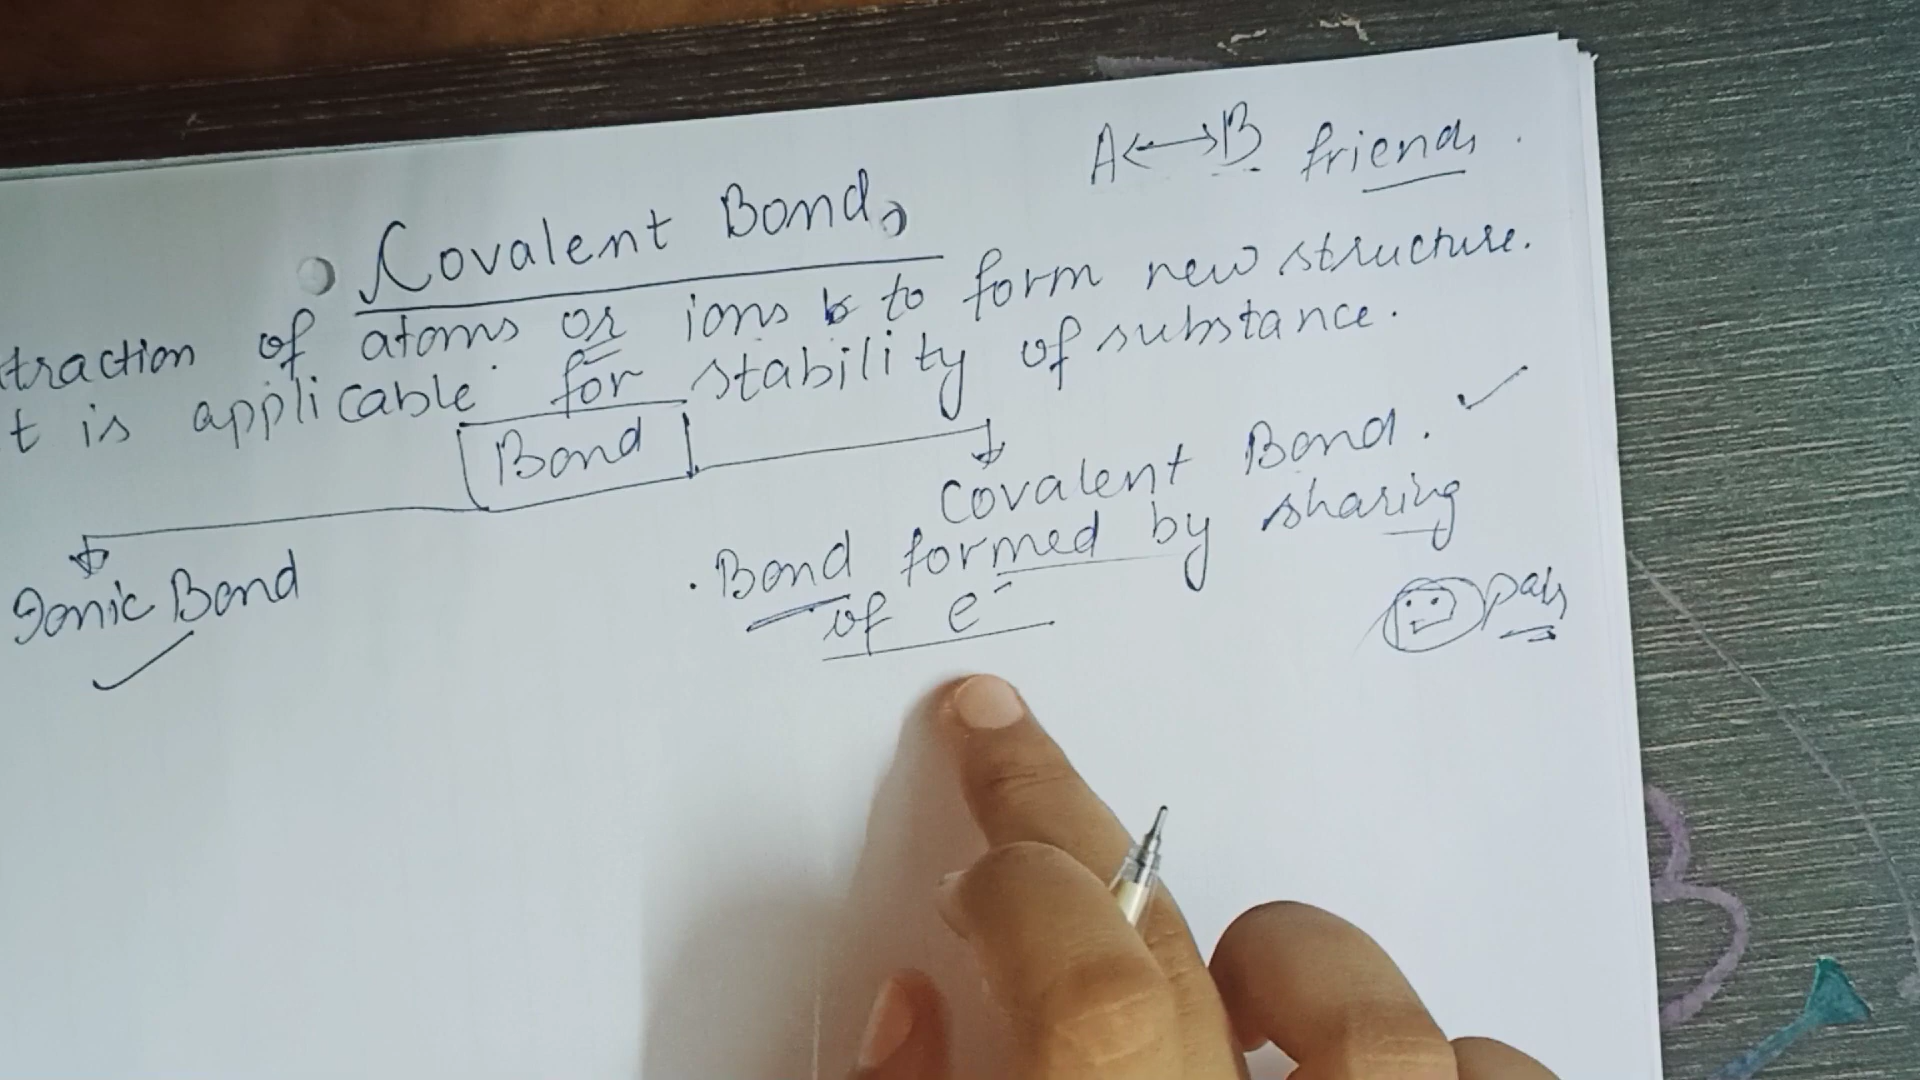 A<-->B friends.
Covalent Bond
traction of atoms or ions to form new structure.
t is applicable for stability of substance.
Bond
Covalent Bond.
Ionic Bond
. Bond formed by sharing
of e-